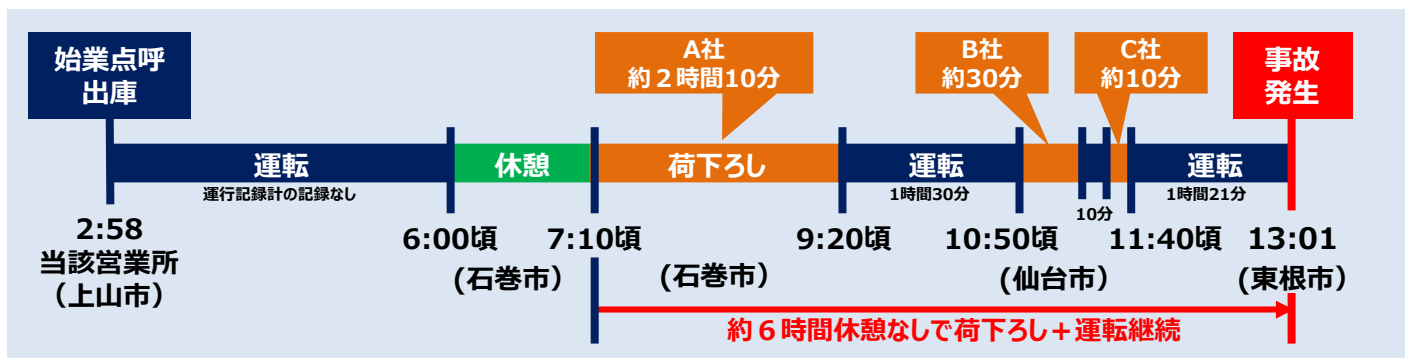 始業点呼
出庫
A社
約２時間10分
B社
約30分
C社
約10分
事故
発生
運転
運行記録計の記録なし
休憩
荷下ろし
運転
1時間30分
10分
運転
1時間21分
2:58
当該営業所
（上山市）
6:00頃
7:10頃
9:20頃
10:50頃
11:40頃
13:01
(石巻市)
(石巻市)
(仙台市)
(東根市)
約６時間休憩なしで荷下ろし＋運転継続